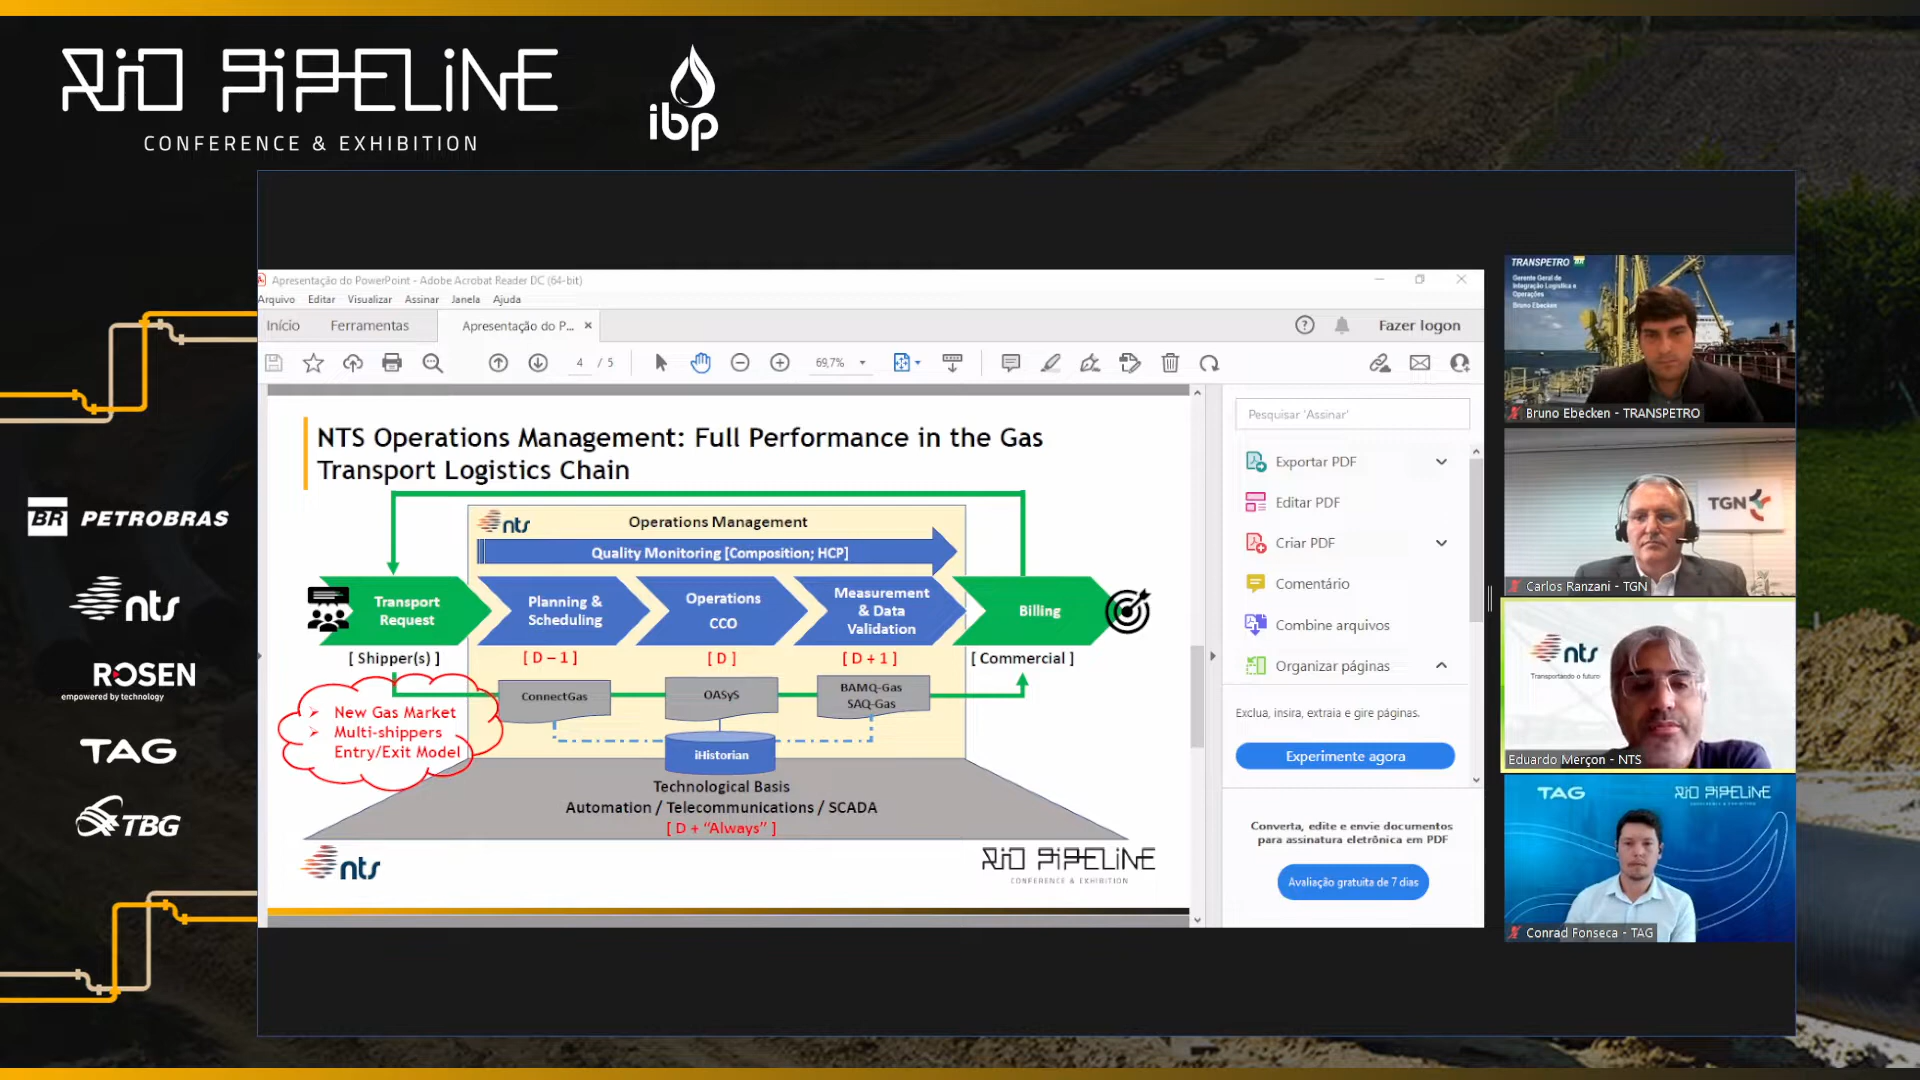 RIO PIPELINE
CONFERENCE & EXHIBITION
ibp
BR PETROBRAS
nts
ROSEN
empowered by technology
TAG
TBG
Apresentação do PowerPoint - Adobe Acrobat Reader DC (64-bit)
Arquivo Editar Visualizar Assinar Janela Ajuda
Início Ferramentas Apresentação do P... ×
Fazer logon
4 / 5
69,7%
NTS Operations Management: Full Performance in the Gas
Transport Logistics Chain
nts
Operations Management
Quality Monitoring [Composition; HCP]
Transport
Request
Planning &
Scheduling
Operations
CCO
Measurement
& Data
Validation
Billing
[ Shipper(s) ]
[ D – 1 ]
[ D ]
[ D + 1 ]
[ Commercial ]
ConnectGas
OASyS
BAMQ-Gas
SAQ-Gas
iHistorian
New Gas Market
Multi-shippers
Entry/Exit Model
Technological Basis
Automation / Telecommunications / SCADA
[ D + “Always” ]
nts
RIO PIPELINE
CONFERENCE & EXHIBITION
Pesquisar 'Assinar'
Exportar PDF
Editar PDF
Criar PDF
Comentário
Combine arquivos
Organizar páginas
Exclua, insira, extraia e gire páginas.
Experimente agora
Converta, edite e envie documentos
para assinatura eletrônica em PDF
Avaliação gratuita de 7 dias
TRANSPETRO BR
Gerente Geral de
Integração Logística e
Operações
Bruno Ebecken
Bruno Ebecken - TRANSPETRO
TGN
Carlos Ranzani - TGN
nts
Transportando o futuro
Eduardo Merçon - NTS
TAG
RIO PIPELINE
CONFERENCE & EXHIBITION
Conrad Fonseca - TAG